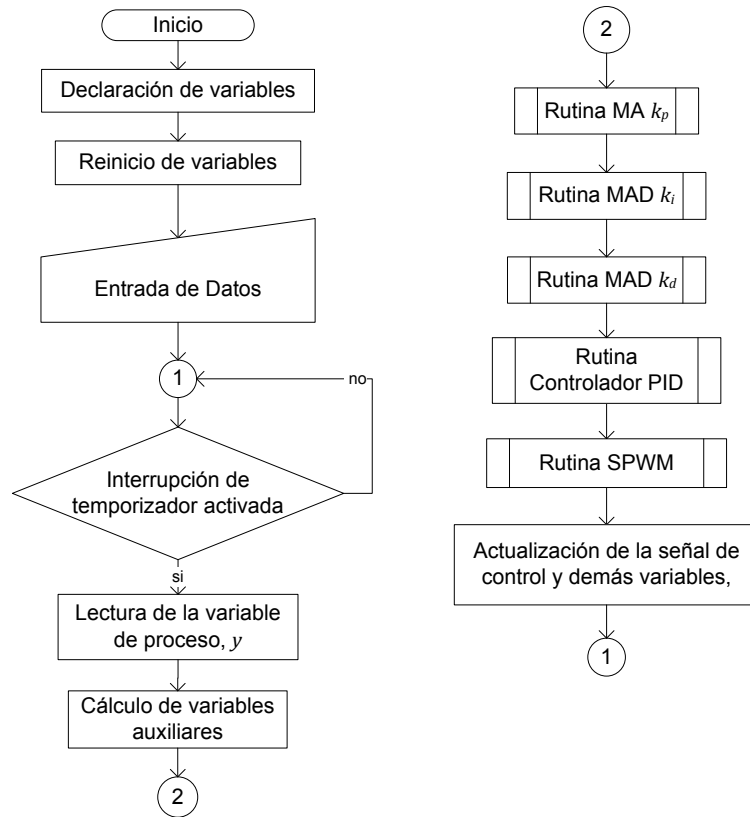 Inicio
Declaración de variables
Reinicio de variables
Entrada de Datos
1
no
Interrupción de
temporizador activada
si
Lectura de la variable
de proceso, y
Cálculo de variables
auxiliares
2
2
Rutina MA kp
Rutina MAD ki
Rutina MAD kd
Rutina
Controlador PID
Rutina SPWM
Actualización de la señal de
control y demás variables,
1